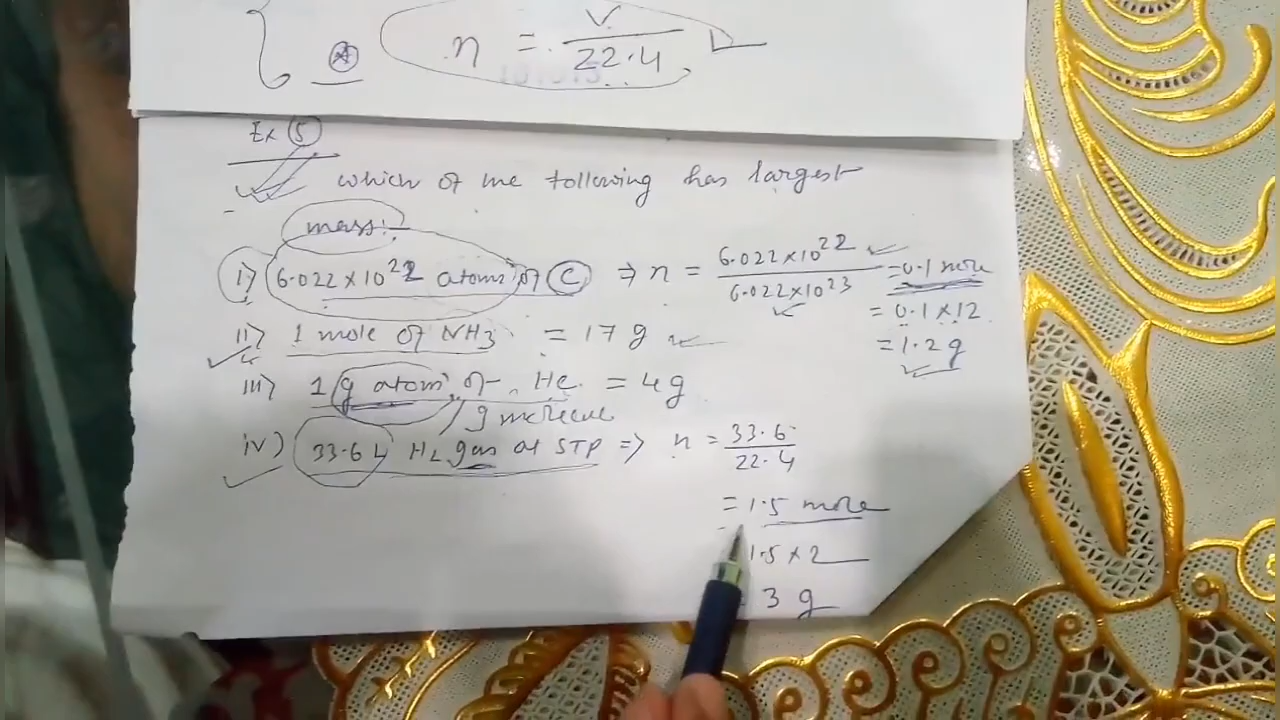 n = V / 22.4
Ex 5
which of the following has largest
mass:-
i) 6.022 × 10^22 atoms of C ⇒ n = 6.022×10^22 / 6.022×10^23 = 0.1 mole
= 0.1 × 12
= 1.2 g
ii) 1 mole of NH3 = 17 g
iii) 1 g atom of He = 4g
g molecule
iv) 33.6 L H2 gas at STP ⇒ n = 33.6 / 22.4
= 1.5 mole
1.5 × 2
3 g